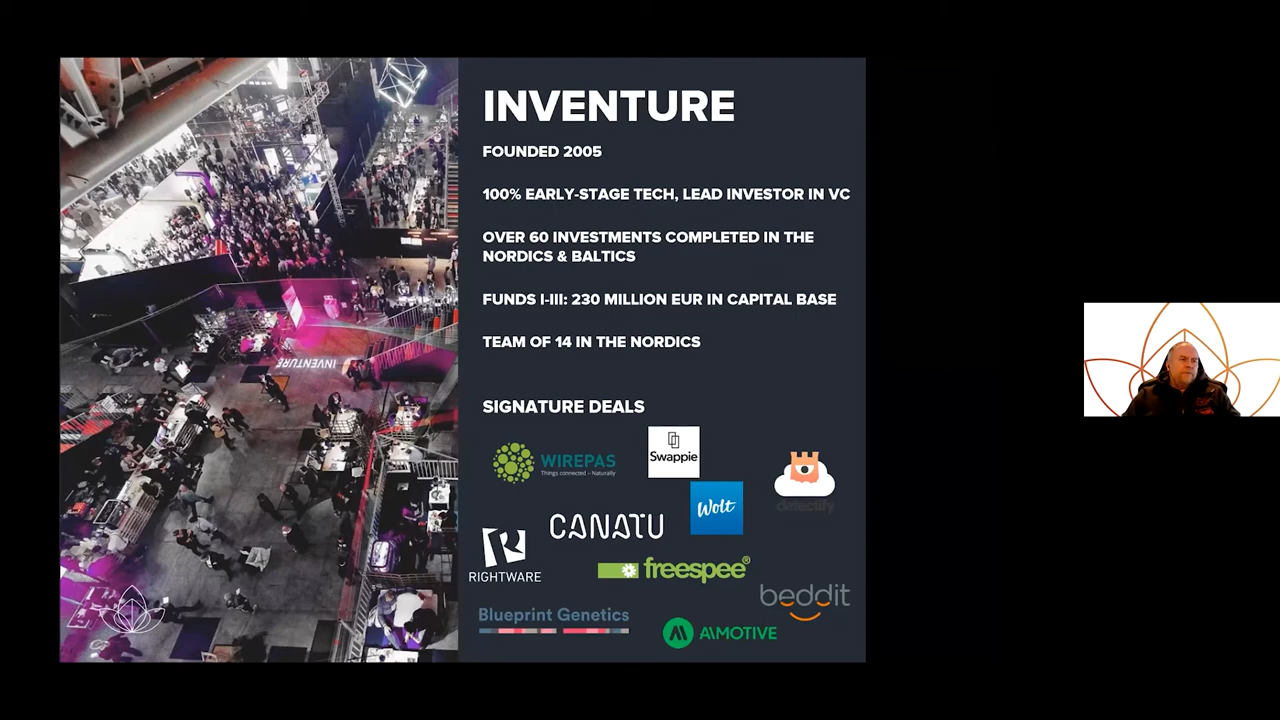 INVENTURE
FOUNDED 2005
100% EARLY-STAGE TECH, LEAD INVESTOR IN VC
OVER 60 INVESTMENTS COMPLETED IN THE
NORDICS & BALTICS
FUNDS I-III: 230 MILLION EUR IN CAPITAL BASE
TEAM OF 14 IN THE NORDICS
SIGNATURE DEALS
WIREPAS
Things connected – Naturally
Swappie
detectify
Wolt
CANATU
RIGHTWARE
freespee®
beddit
Blueprint Genetics
AIMOTIVE
INVENTURE